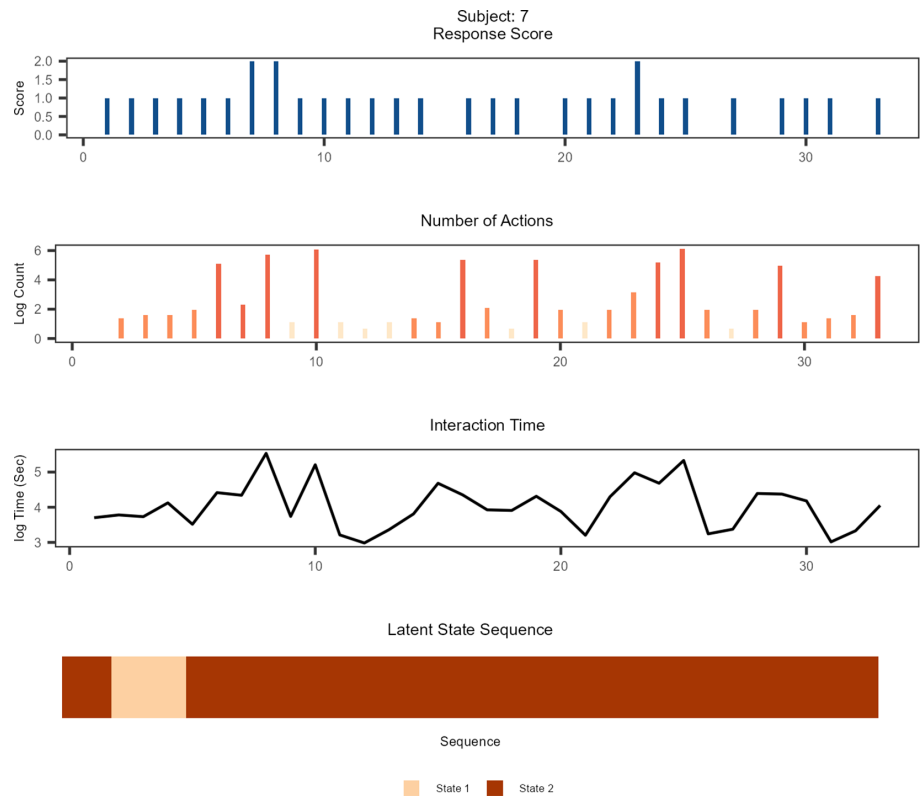 Subject: 7
Response Score
Score
2.0
1.5
1.0
0.5
0.0
0 10 20 30
Number of Actions
Log Count
6
4
2
0
0 10 20 30
Interaction Time
log Time (Sec)
5
4
3
0 10 20 30
Latent State Sequence
Sequence
State 1 State 2